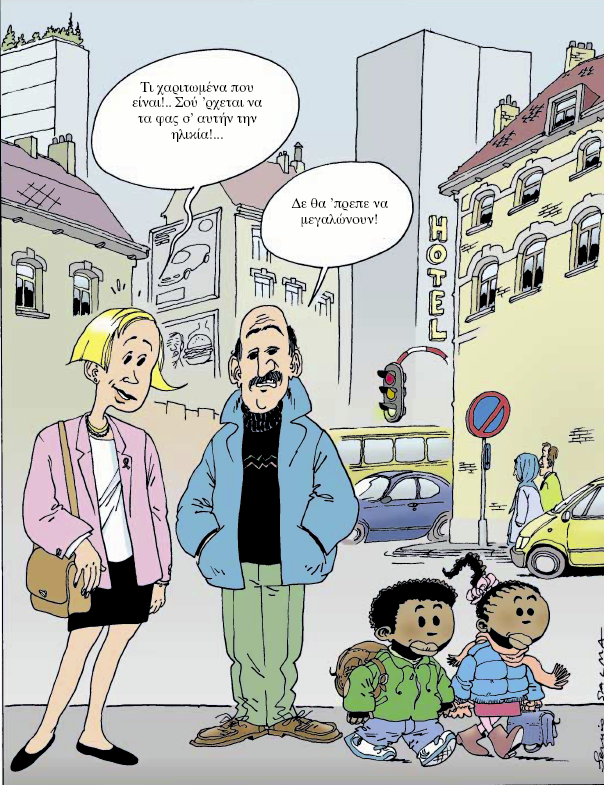 Τι χαριτωμένα που
είναι!.. Σού ’ρχεται να
τα φας σ’ αυτήν την
ηλικία!...
Δε θα ’πρεπε να
μεγαλώνουν!
HOTEL